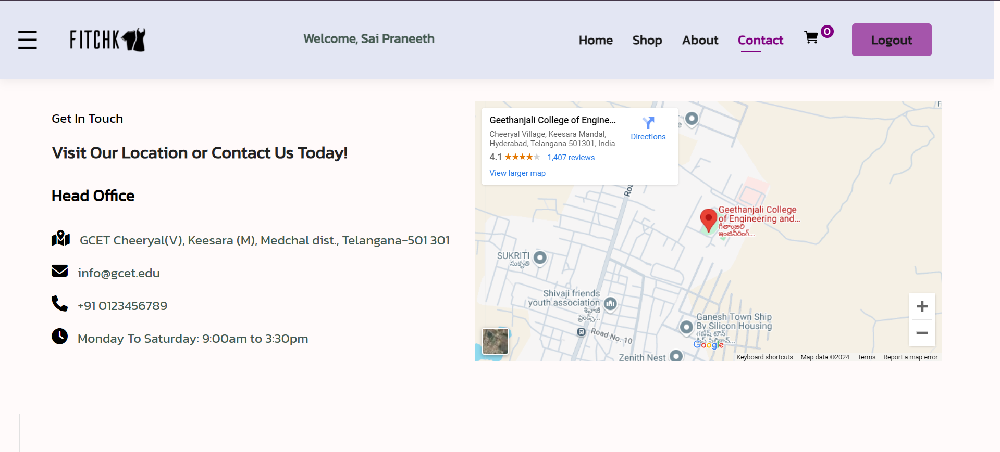 FITCHK
Welcome, Sai Praneeth
Home
Shop
About
Contact
0
Logout
Get In Touch
Visit Our Location or Contact Us Today!
Head Office
GCET Cheeryal(V), Keesara (M), Medchal dist., Telangana-501 301
info@gcet.edu
+91 0123456789
Monday To Saturday: 9:00am to 3:30pm
Geethanjali College of Engine...
Cheeryal Village, Keesara Mandal,
Hyderabad, Telangana 501301, India
4.1
1,407 reviews
View larger map
Directions
Geethanjali College
of Engineering and...
గీతాంజలి
ఇంజినీరింగ్...
SUKRITI
సుకృతి
Shivaji friends
youth association
శివాజీ
ఫ్రెండ్స్...
Road No. 10
Ganesh Town Ship
By Silicon Housing
గణేష్ టౌన్
Google
Zenith Nest
Keyboard shortcuts
Map data ©2024
Terms
Report a map error